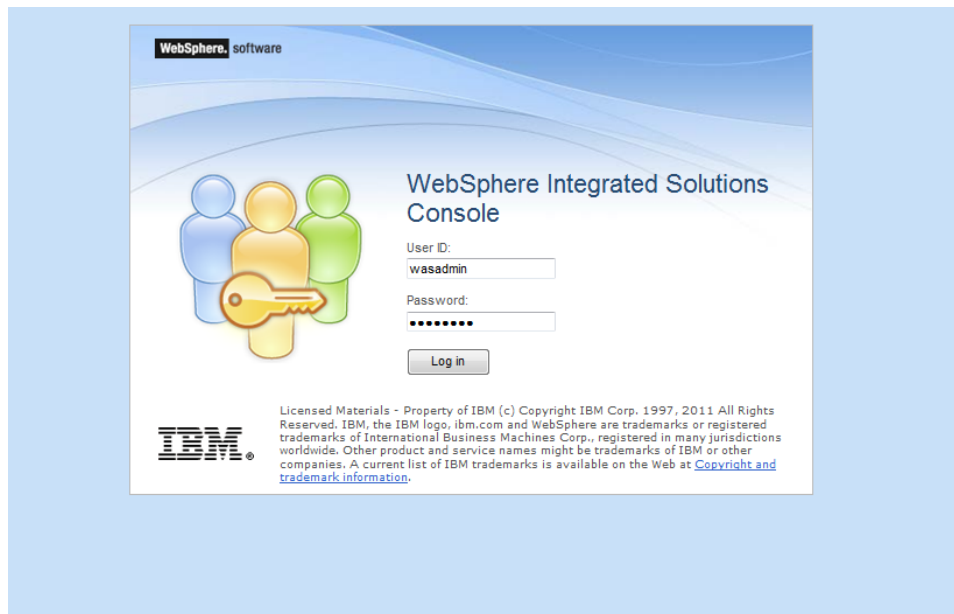 WebSphere. software
WebSphere Integrated Solutions
Console
User ID:
wasadmin
Password:
••••••••
Log in
Licensed Materials - Property of IBM (c) Copyright IBM Corp. 1997, 2011 All Rights
Reserved. IBM, the IBM logo, ibm.com and WebSphere are trademarks or registered
trademarks of International Business Machines Corp., registered in many jurisdictions
worldwide. Other product and service names might be trademarks of IBM or other
companies. A current list of IBM trademarks is available on the Web at Copyright and
trademark information.
IBM®